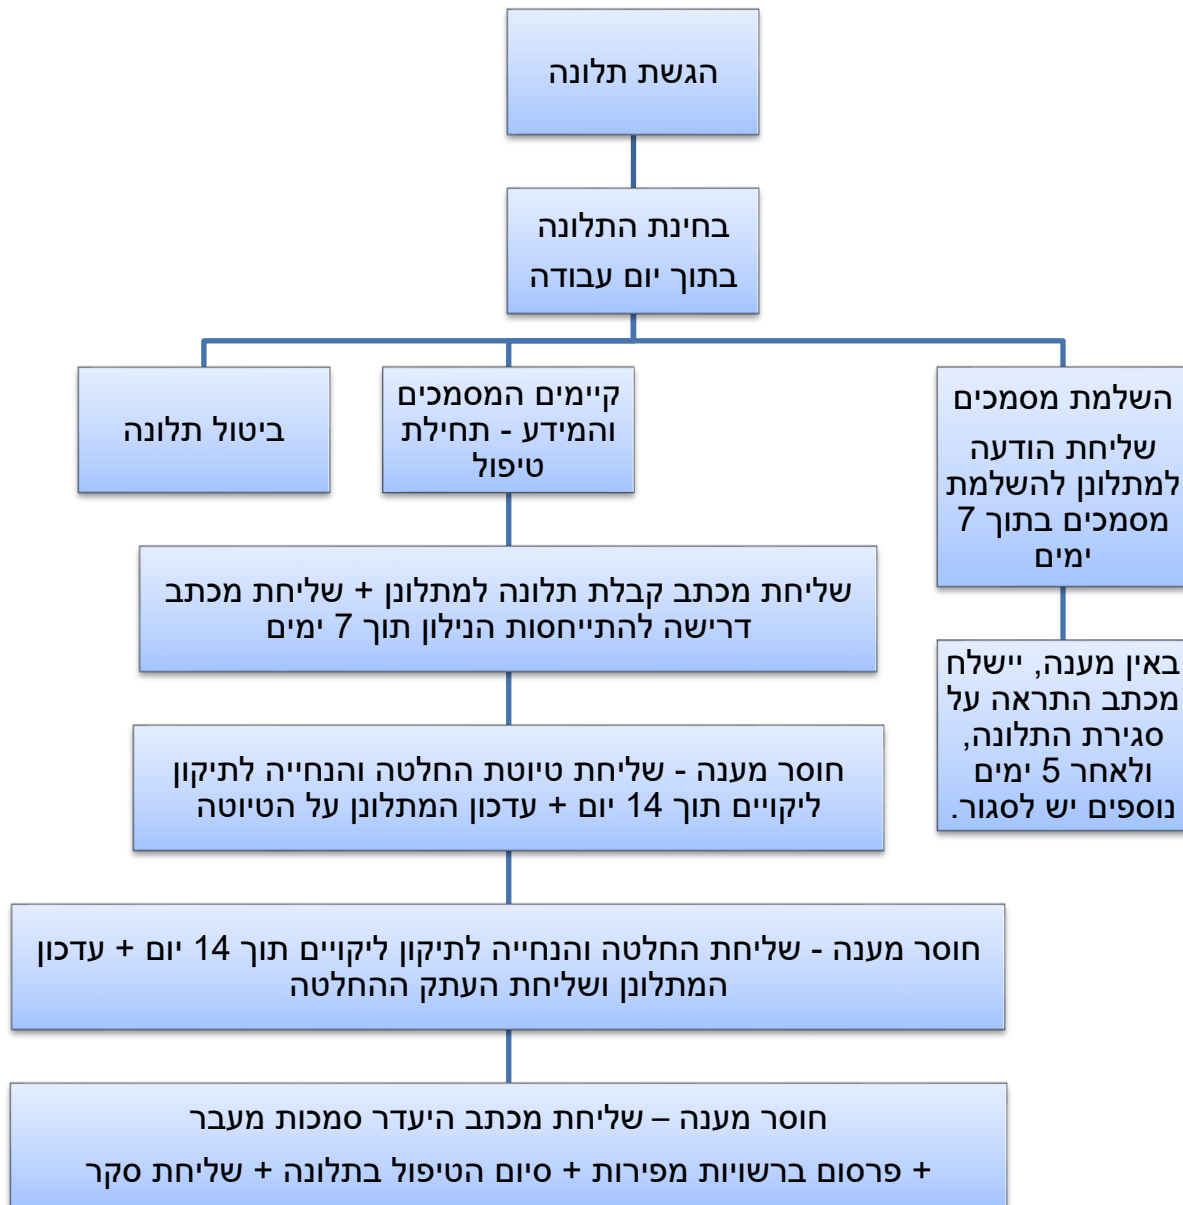 הגשת תלונה
בחינת התלונה
בתוך יום עבודה
השלמת מסמכים
שליחת הודעה
למתלונן להשלמת
מסמכים בתוך 7
ימים
קיימים המסמכים
והמידע - תחילת
טיפול
ביטול תלונה
באין מענה, יישלח
מכתב התראה על
סגירת התלונה,
ולאחר 5 ימים
נוספים יש לסגור.
שליחת מכתב קבלת תלונה למתלונן + שליחת מכתב
דרישה להתייחסות הנילון תוך 7 ימים
חוסר מענה - שליחת טיוטת החלטה והנחייה לתיקון
ליקויים תוך 14 יום + עדכון המתלונן על הטיוטה
חוסר מענה - שליחת החלטה והנחייה לתיקון ליקויים תוך 14 יום + עדכון
המתלונן ושליחת העתק ההחלטה
חוסר מענה – שליחת מכתב היעדר סמכות מעבר
+ פרסום ברשויות מפירות + סיום הטיפול בתלונה + שליחת סקר